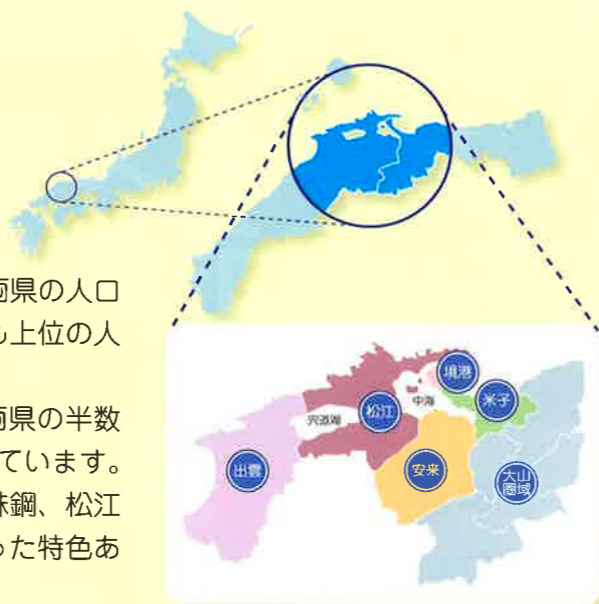 両県の人口
も上位の人
両県の半数
ています。
殊鋼、松江
った特色あ
境港
米子
中海
松江
宍道湖
出雲
安来
大山
圏域